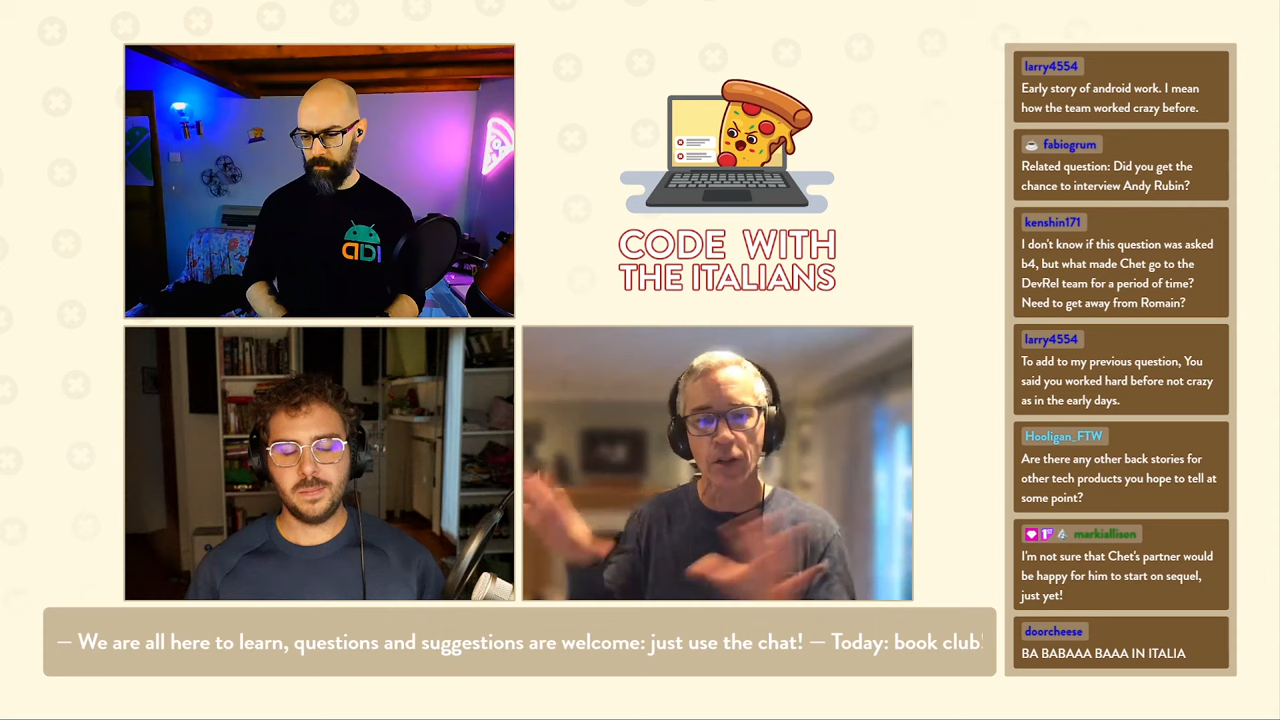 CODE WITH
THE ITALIANS
— We are all here to learn, questions and suggestions are welcome: just use the chat! — Today: book club!
larry4554
Early story of android work. I mean
how the team worked crazy before.
fabiogrum
Related question: Did you get the
chance to interview Andy Rubin?
kenshin171
I don't know if this question was asked
b4, but what made Chet go to the
DevRel team for a period of time?
Need to get away from Romain?
larry4554
To add to my previous question, You
said you worked hard before not crazy
as in the early days.
Hooligan_FTW
Are there any other back stories for
other tech products you hope to tell at
some point?
markiallison
I'm not sure that Chet's partner would
be happy for him to start on sequel,
just yet!
doorcheese
BA BABAAA BAAA IN ITALIA